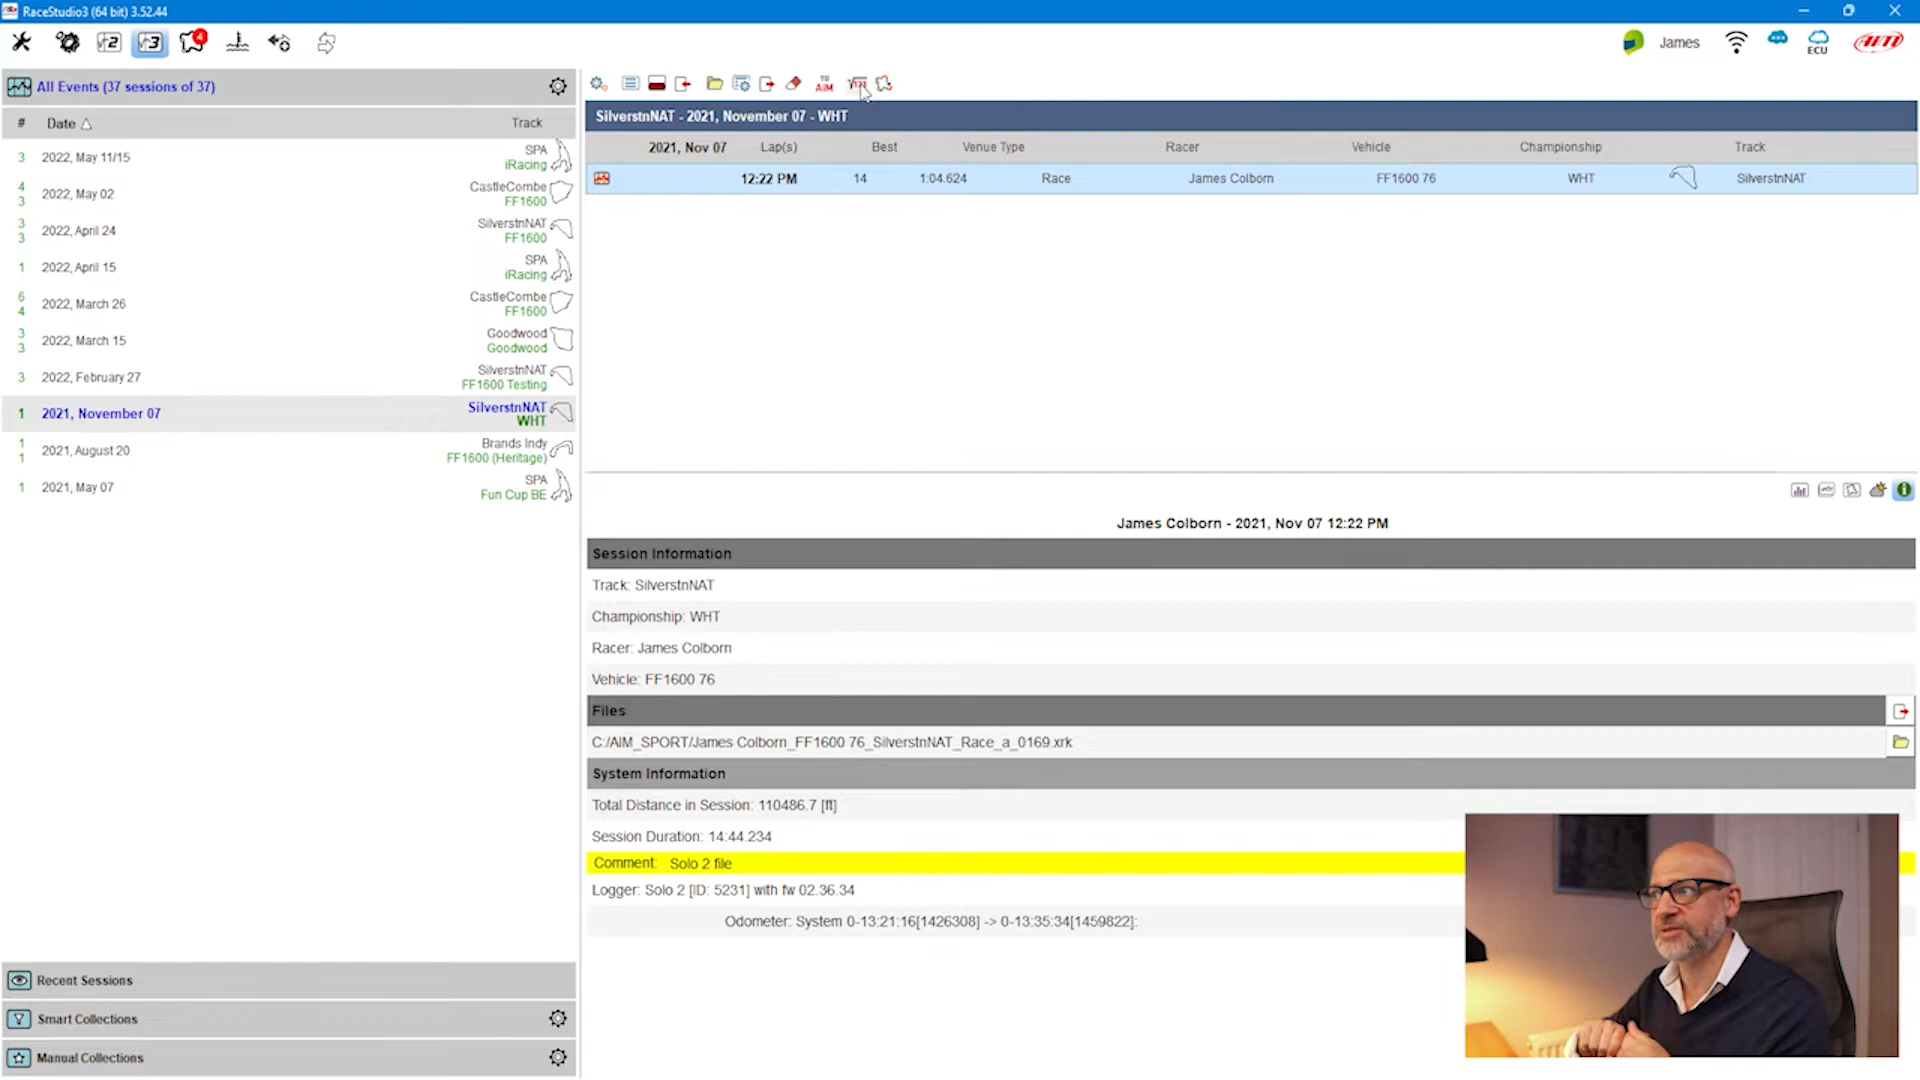 RaceStudio3 (64 bit) 3.52.44
2
3
4
James
ECU
AiM
All Events (37 sessions of 37)
TO AiM
√121
# Date Track
3 2022, May 11/15 SPA
iRacing
4 CastleCombe
3 2022, May 02 FF1600
3 SilverstnNAT
3 2022, April 24 FF1600
1 2022, April 15 SPA
iRacing
6 CastleCombe
4 2022, March 26 FF1600
3 Goodwood
3 2022, March 15 Goodwood
3 2022, February 27 SilverstnNAT
FF1600 Testing
1 2021, November 07 SilverstnNAT
WHT
1 Brands Indy
1 2021, August 20 FF1600 (Heritage)
1 2021, May 07 SPA
Fun Cup BE
Recent Sessions
Smart Collections
Manual Collections
SilverstnNAT - 2021, November 07 - WHT
2021, Nov 07 Lap(s) Best Venue Type Racer Vehicle Championship Track
12:22 PM 14 1:04.624 Race James Colborn FF1600 76 WHT SilverstnNAT
James Colborn - 2021, Nov 07 12:22 PM
Session Information
Track: SilverstnNAT
Championship: WHT
Racer: James Colborn
Vehicle: FF1600 76
Files
C:/AIM_SPORT/James Colborn_FF1600 76_SilverstnNAT_Race_a_0169.xrk
System Information
Total Distance in Session: 110486.7 [ft]
Session Duration: 14:44.234
Comment: Solo 2 file
Logger: Solo 2 [ID: 5231] with fw 02.36.34
Odometer: System 0-13:21:16[1426308] -> 0-13:35:34[1459822]: